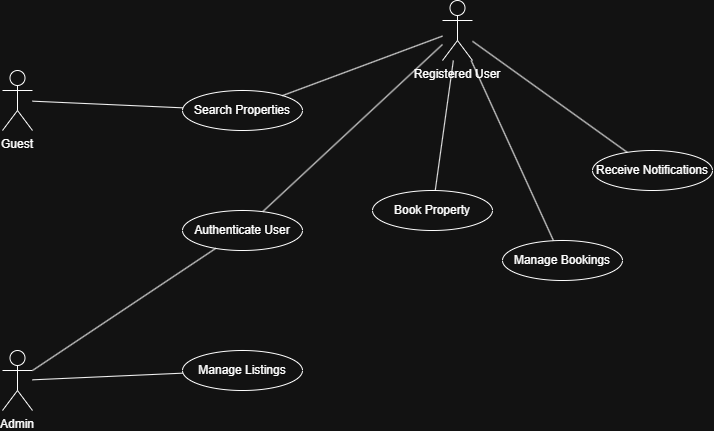 Registered User
Search Properties
Guest
Receive Notifications
Book Property
Authenticate User
Manage Bookings
Manage Listings
Admin